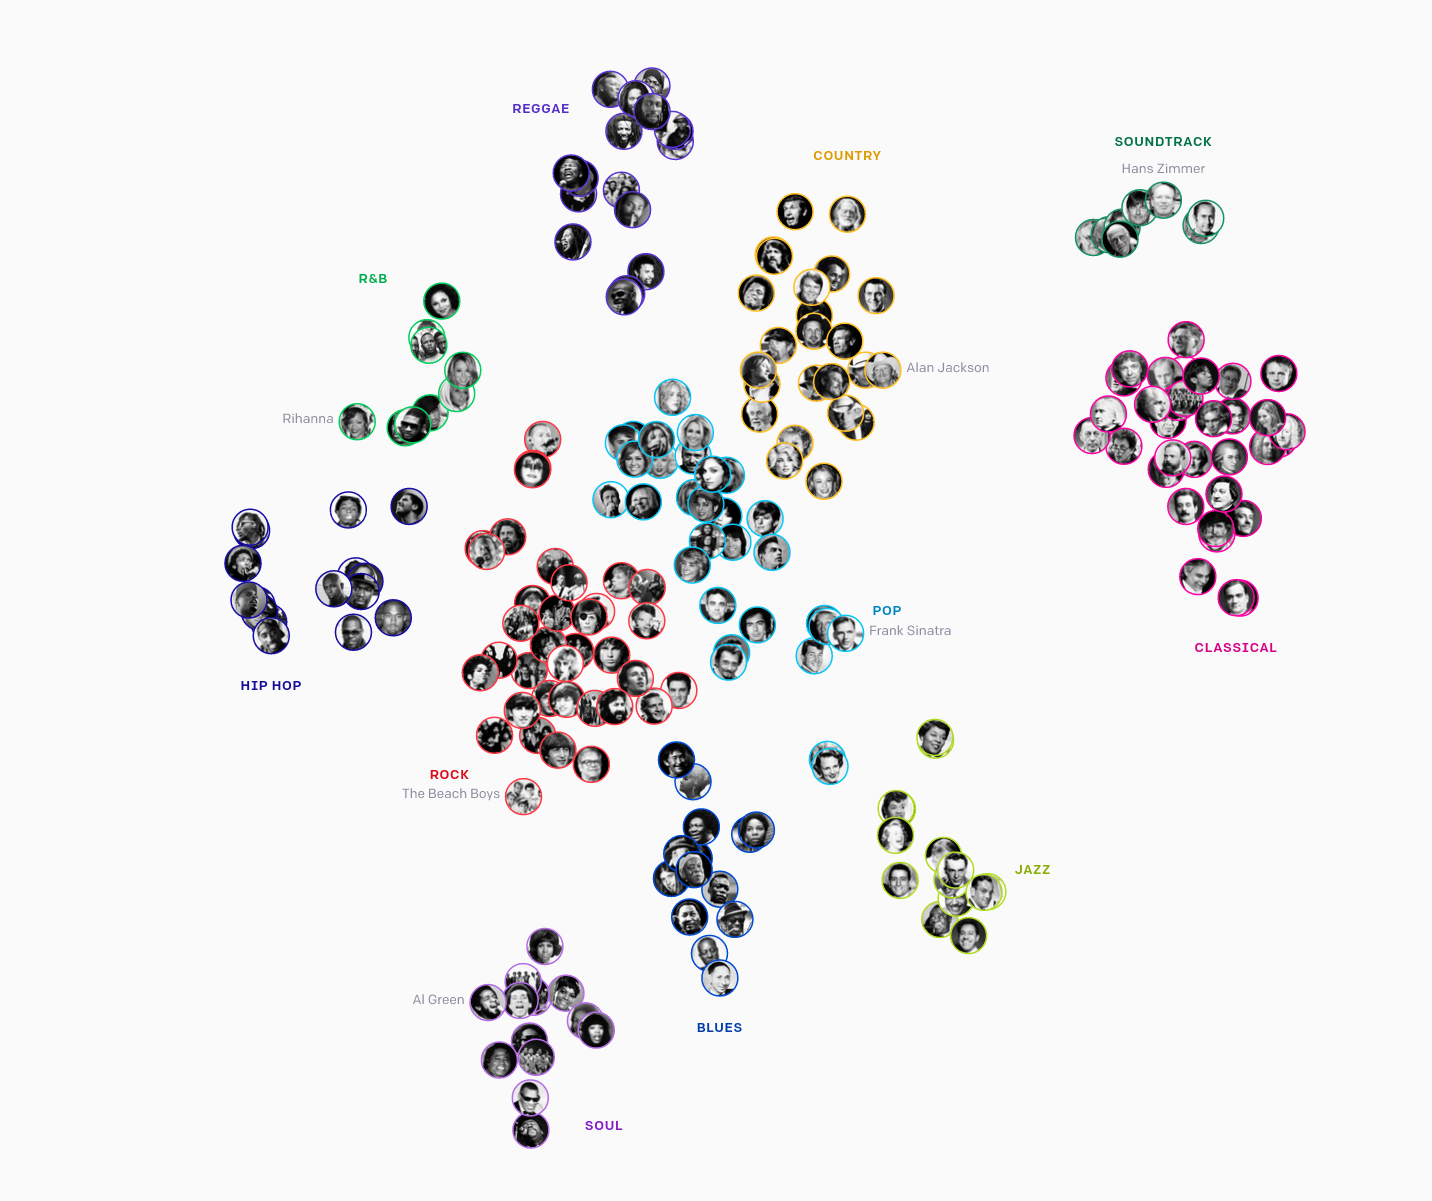 REGGAE
SOUNDTRACK
COUNTRY
Hans Zimmer
R&B
Alan Jackson
Rihanna
POP
Frank Sinatra
CLASSICAL
HIP HOP
ROCK
The Beach Boys
JAZZ
Al Green
BLUES
SOUL